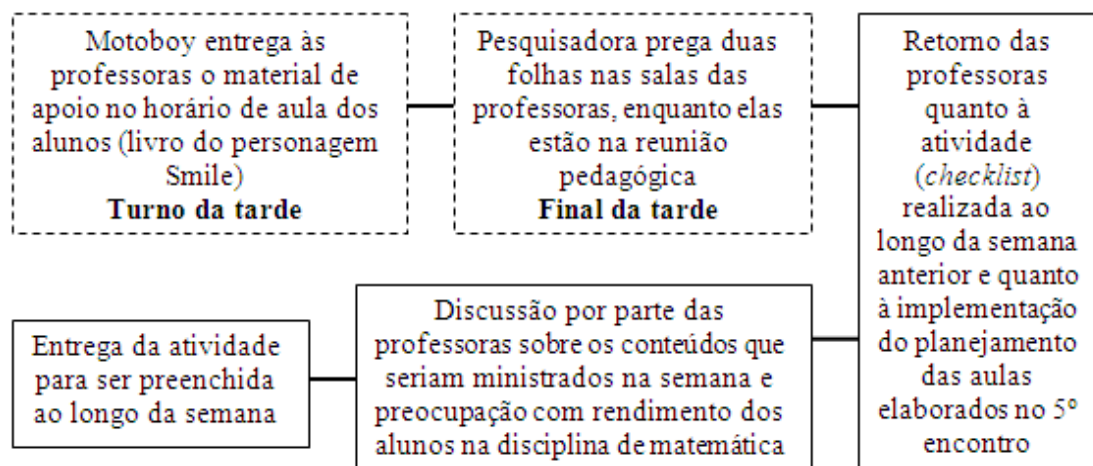 Motoboy entrega às
professoras o material de
apoio no horário de aula dos
alunos (livro do personagem
Smile)
Turno da tarde
Pesquisadora prega duas
folhas nas salas das
professoras, enquanto elas
estão na reunião
pedagógica
Final da tarde
Retorno das
professoras
quanto à
atividade
(checklist)
realizada ao
longo da semana
anterior e quanto
à implementação
do planejamento
das aulas
elaborados no 5º
encontro
Discussão por parte das
professoras sobre os conteúdos que
seriam ministrados na semana e
preocupação com rendimento dos
alunos na disciplina de matemática
Entrega da atividade
para ser preenchida
ao longo da semana